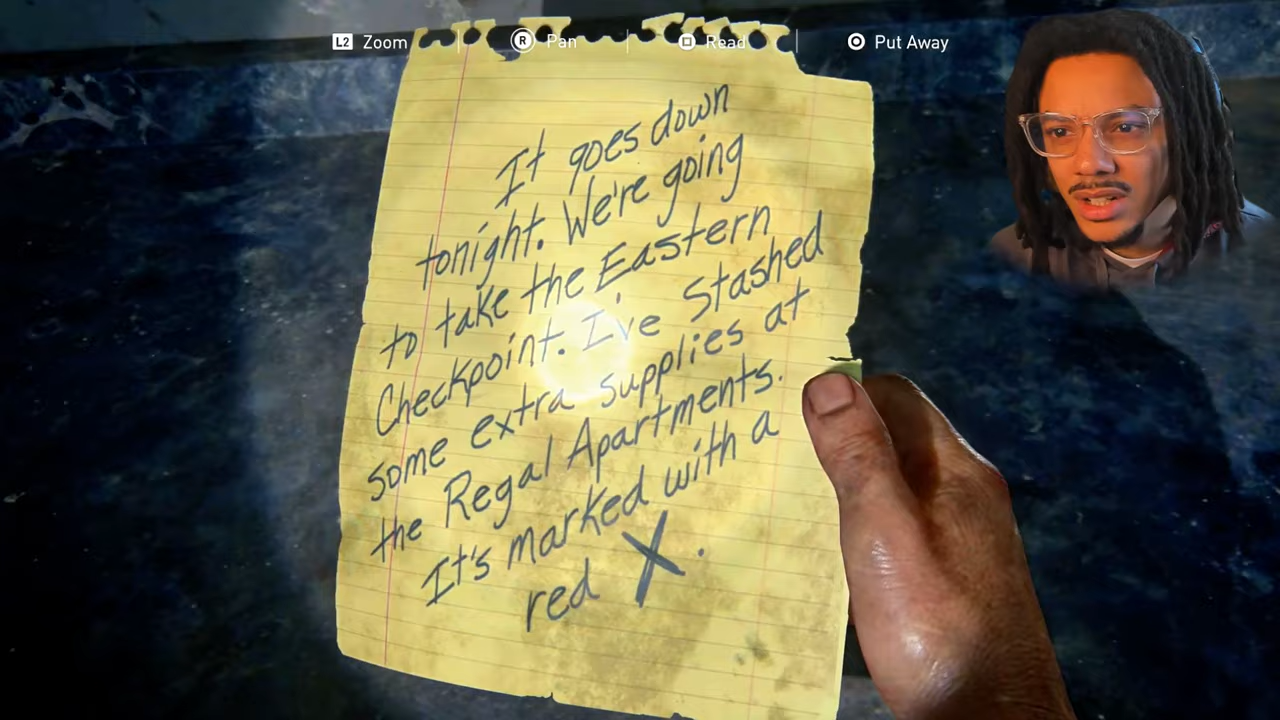 L2 Zoom R Pan Read Put Away
It goes down
tonight. We're going
to take the Eastern
Checkpoint. I've Stashed
some extra supplies at
the Regal Apartments.
It's marked with a
red X.